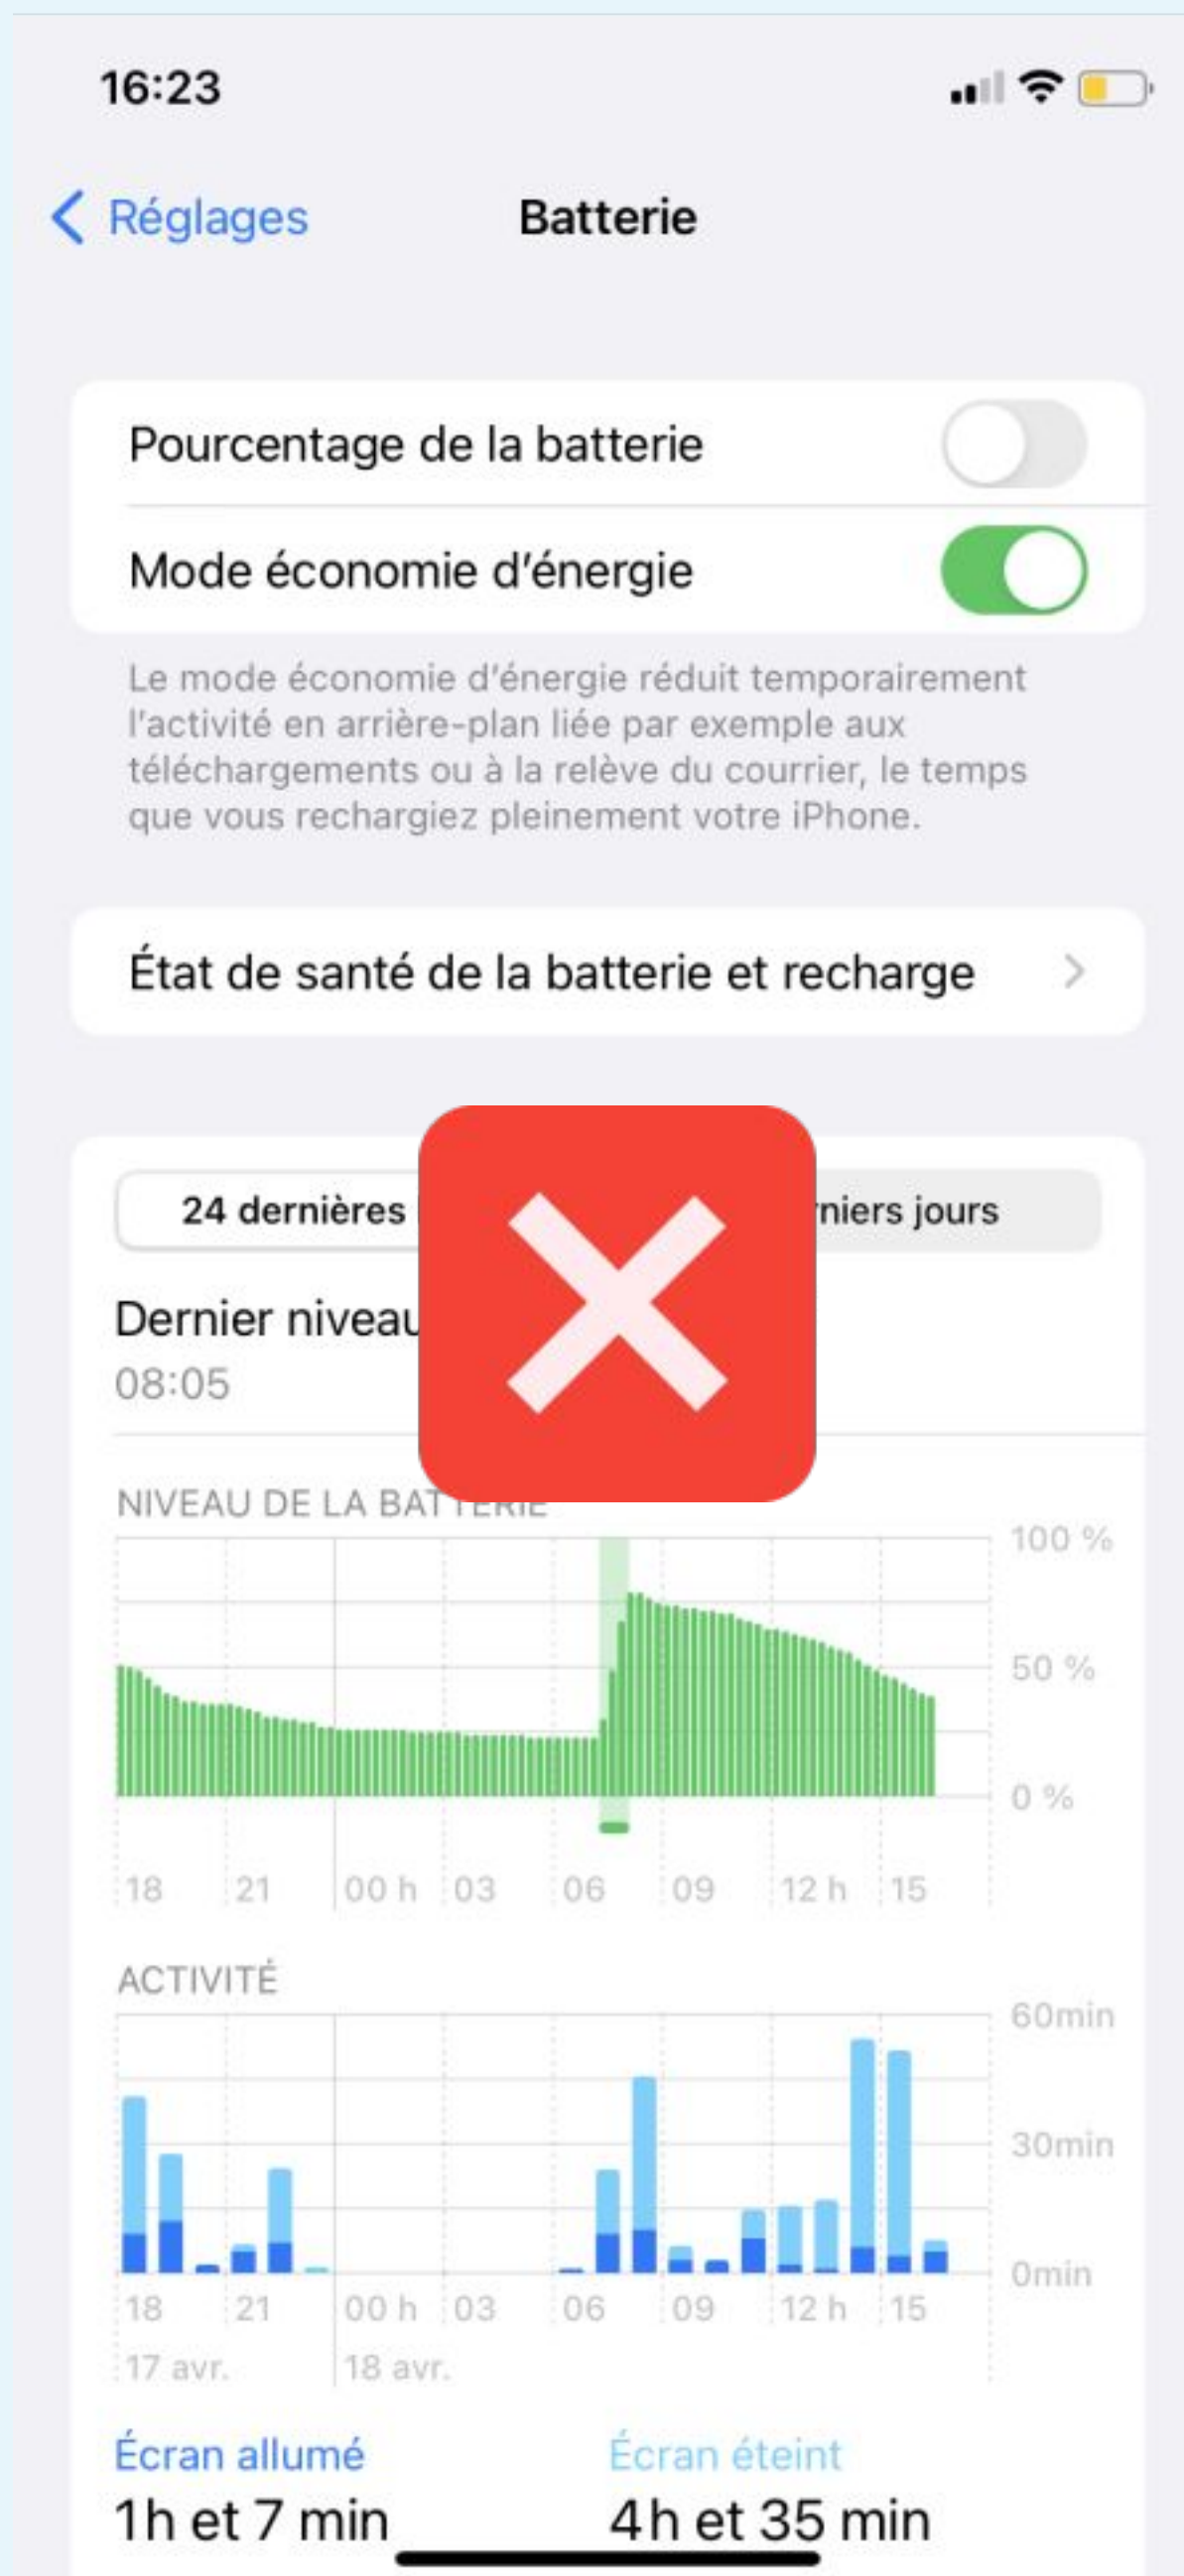 16:23
Réglages
Batterie
Pourcentage de la batterie
Mode économie d’énergie
Le mode économie d’énergie réduit temporairement
l’activité en arrière-plan liée par exemple aux
téléchargements ou à la relève du courrier, le temps
que vous rechargiez pleinement votre iPhone.
État de santé de la batterie et recharge
24 dernières
jours
Dernier niveau
08:05
NIVEAU DE LA BATTERIE
100 %
50 %
0 %
18 21 00 h 03 06 09 12 h 15
ACTIVITÉ
60min
30min
0min
18 21 00 h 03 06 09 12 h 15
17 avr. 18 avr.
Écran allumé Écran éteint
1 h et 7 min 4 h et 35 min